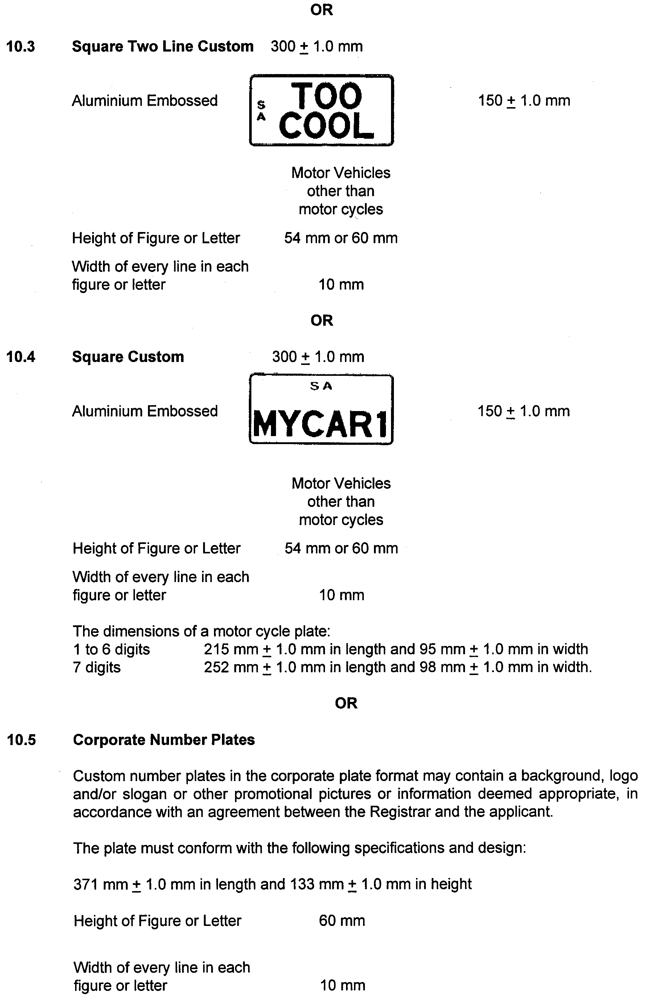 OR
10.3 Square Two Line Custom 300 ± 1.0 mm
Aluminium Embossed
S
A
TOO
COOL
150 ± 1.0 mm
Motor Vehicles
other than
motor cycles
Height of Figure or Letter 54 mm or 60 mm
Width of every line in each
figure or letter 10 mm
OR
10.4 Square Custom 300 ± 1.0 mm
S A
Aluminium Embossed
MYCAR1
150 ± 1.0 mm
Motor Vehicles
other than
motor cycles
Height of Figure or Letter 54 mm or 60 mm
Width of every line in each
figure or letter 10 mm
The dimensions of a motor cycle plate:
1 to 6 digits 215 mm ± 1.0 mm in length and 95 mm ± 1.0 mm in width
7 digits 252 mm ± 1.0 mm in length and 98 mm ± 1.0 mm in width.
OR
10.5 Corporate Number Plates
Custom number plates in the corporate plate format may contain a background, logo
and/or slogan or other promotional pictures or information deemed appropriate, in
accordance with an agreement between the Registrar and the applicant.
The plate must conform with the following specifications and design:
371 mm ± 1.0 mm in length and 133 mm ± 1.0 mm in height
Height of Figure or Letter 60 mm
Width of every line in each
figure or letter 10 mm